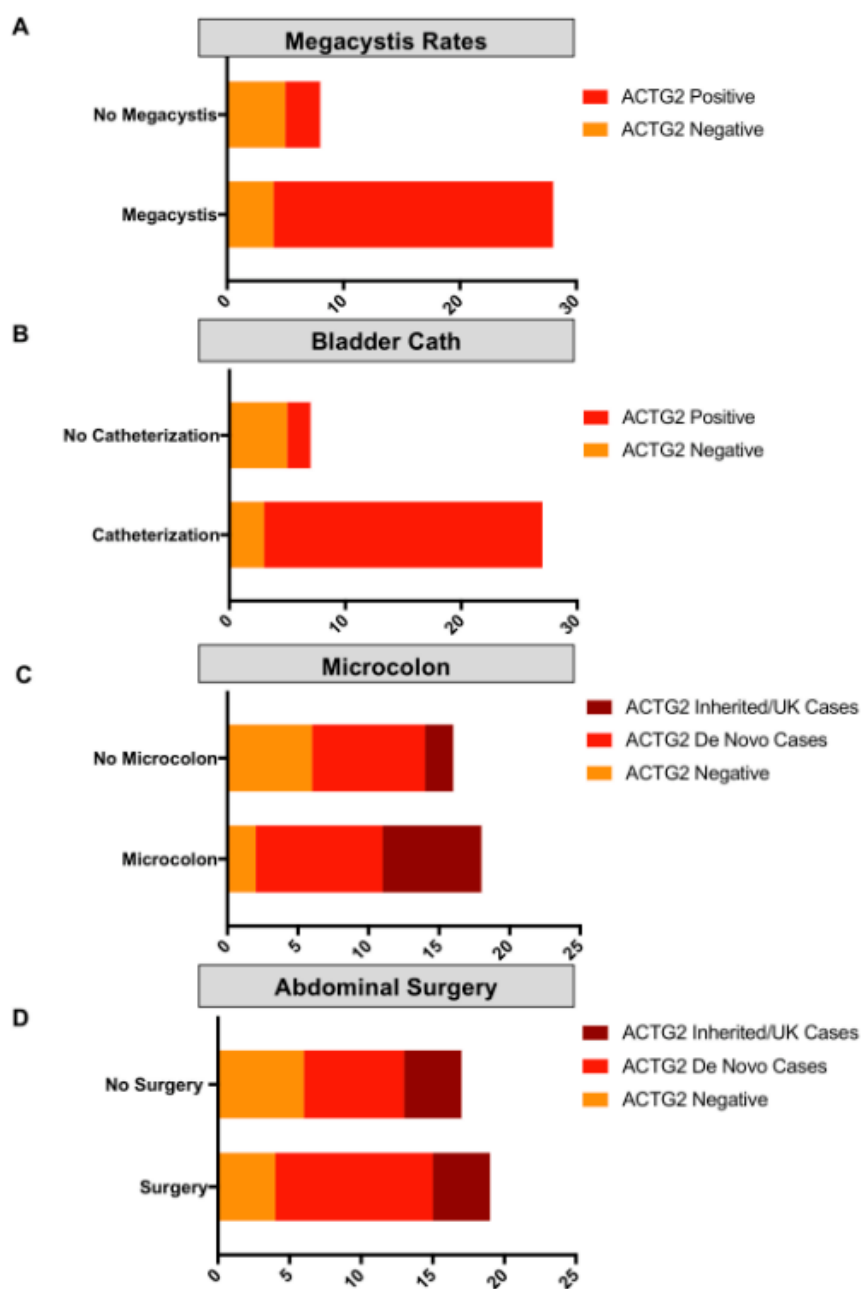 A
Megacystis Rates
No Megacystis
Megacystis
ACTG2 Positive
ACTG2 Negative
0 10 20 30
B
Bladder Cath
No Catheterization
Catheterization
ACTG2 Positive
ACTG2 Negative
0 10 20 30
C
Microcolon
No Microcolon
Microcolon
ACTG2 Inherited/UK Cases
ACTG2 De Novo Cases
ACTG2 Negative
0 5 10 15 20 25
D
Abdominal Surgery
No Surgery
Surgery
ACTG2 Inherited/UK Cases
ACTG2 De Novo Cases
ACTG2 Negative
0 5 10 15 20 25